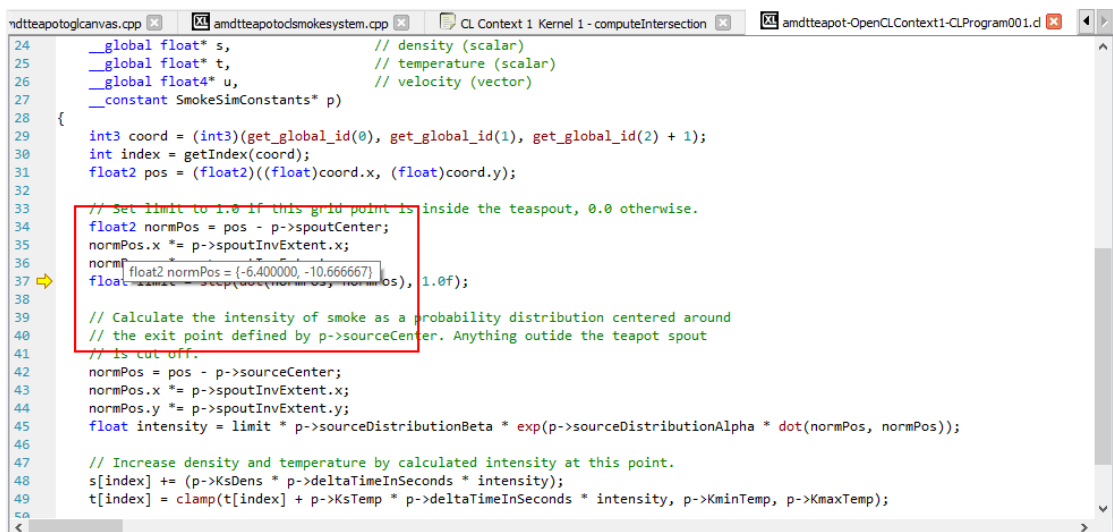 ndtteapotoglcanvas.cpp amdtteapotoclsmokesystem.cpp CL Context 1 Kernel 1 - computeIntersection amdtteapot-OpenCLContext1-CLProgram001.cl
24 __global float* s, // density (scalar)
25 __global float* t, // temperature (scalar)
26 __global float4* u, // velocity (vector)
27 __constant SmokeSimConstants* p)
28 {
29 int3 coord = (int3)(get_global_id(0), get_global_id(1), get_global_id(2) + 1);
30 int index = getIndex(coord);
31 float2 pos = (float2)((float)coord.x, (float)coord.y);
32
33 // Set limit to 1.0 if this grid point is inside the teaspout, 0.0 otherwise.
34 float2 normPos = pos - p->spoutCenter;
35 normPos.x *= p->spoutInvExtent.x;
36 norm
float2 normPos = {-6.400000, -10.666667}
37 float limit = step(dot(normPos, normPos), 1.0f);
38
39 // Calculate the intensity of smoke as a probability distribution centered around
40 // the exit point defined by p->sourceCenter. Anything outide the teapot spout
41 // is cut off.
42 normPos = pos - p->sourceCenter;
43 normPos.x *= p->spoutInvExtent.x;
44 normPos.y *= p->spoutInvExtent.y;
45 float intensity = limit * p->sourceDistributionBeta * exp(p->sourceDistributionAlpha * dot(normPos, normPos));
46
47 // Increase density and temperature by calculated intensity at this point.
48 s[index] += (p->KsDens * p->deltaTimeInSeconds * intensity);
49 t[index] = clamp(t[index] + p->KsTemp * p->deltaTimeInSeconds * intensity, p->KminTemp, p->KmaxTemp);
50